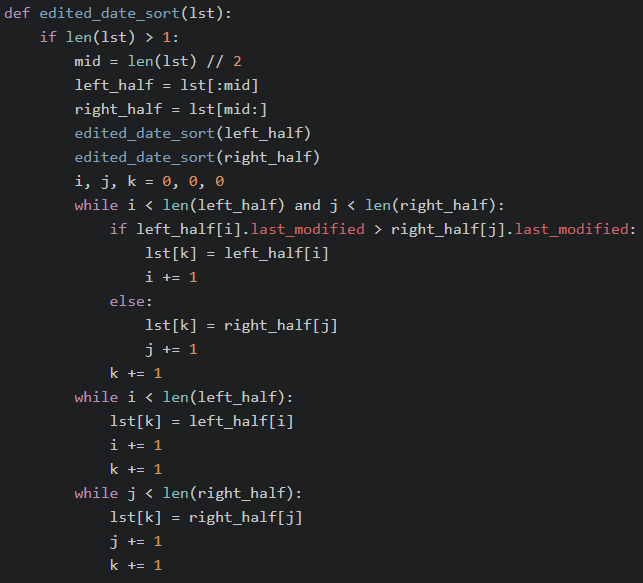 def edited_date_sort(lst):
    if len(lst) > 1:
        mid = len(lst) // 2
        left_half = lst[:mid]
        right_half = lst[mid:]
        edited_date_sort(left_half)
        edited_date_sort(right_half)
        i, j, k = 0, 0, 0
        while i < len(left_half) and j < len(right_half):
            if left_half[i].last_modified > right_half[j].last_modified:
                lst[k] = left_half[i]
                i += 1
            else:
                lst[k] = right_half[j]
                j += 1
            k += 1
        while i < len(left_half):
            lst[k] = left_half[i]
            i += 1
            k += 1
        while j < len(right_half):
            lst[k] = right_half[j]
            j += 1
            k += 1